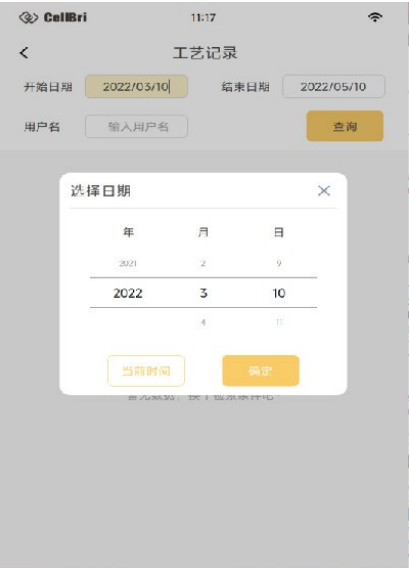 CellBri 11:17
工艺记录
开始日期 2022/03/10 结束日期 2022/05/10
用户名 输入用户名 查询
选择日期
年 月 日
2021 2 9
2022 3 10
4 11
当前时间 确定